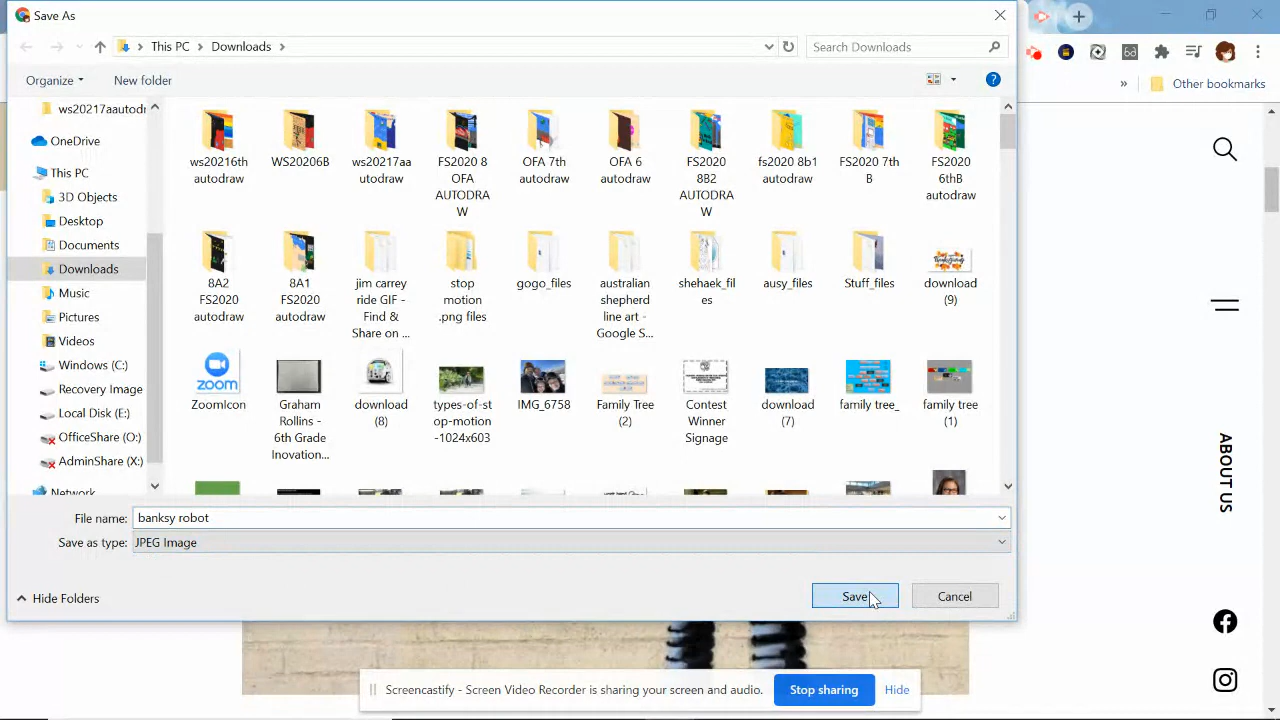 Save As
This PC
Downloads
Search Downloads
Organize
New folder
Other bookmarks
ws20217aautodr
OneDrive
This PC
3D Objects
Desktop
Documents
Downloads
Music
Pictures
Videos
Windows (C:)
Recovery Image
Local Disk (E:)
OfficeShare (O:)
AdminShare (X:)
Network
ws20216th
autodraw
WS20206B
ws20217aa
utodraw
FS2020 8
OFA
AUTODRA
W
OFA 7th
autodraw
OFA 6
autodraw
FS2020
8B2
AUTODRA
W
fs2020 8b1
autodraw
FS2020 7th
B
FS2020
6thB
autodraw
8A2
FS2020
autodraw
8A1
FS2020
autodraw
jim carrey
ride GIF -
Find &
Share on ...
stop
motion
.png files
gogo_files
australian
shepherd
line art -
Google S...
shehaek_fil
es
ausy_files
Stuff_files
download
(9)
zoom
ZoomIcon
Graham
Rollins -
6th Grade
Inovation...
download
(8)
types-of-st
op-motion
-1024x603
IMG_6758
Family Tree
(2)
Contest
Winner
Signage
download
(7)
family tree_
family tree
(1)
File name:
banksy robot
Save as type:
JPEG Image
Hide Folders
Save
Cancel
ABOUT US
Screencastify - Screen Video Recorder is sharing your screen and audio.
Stop sharing
Hide